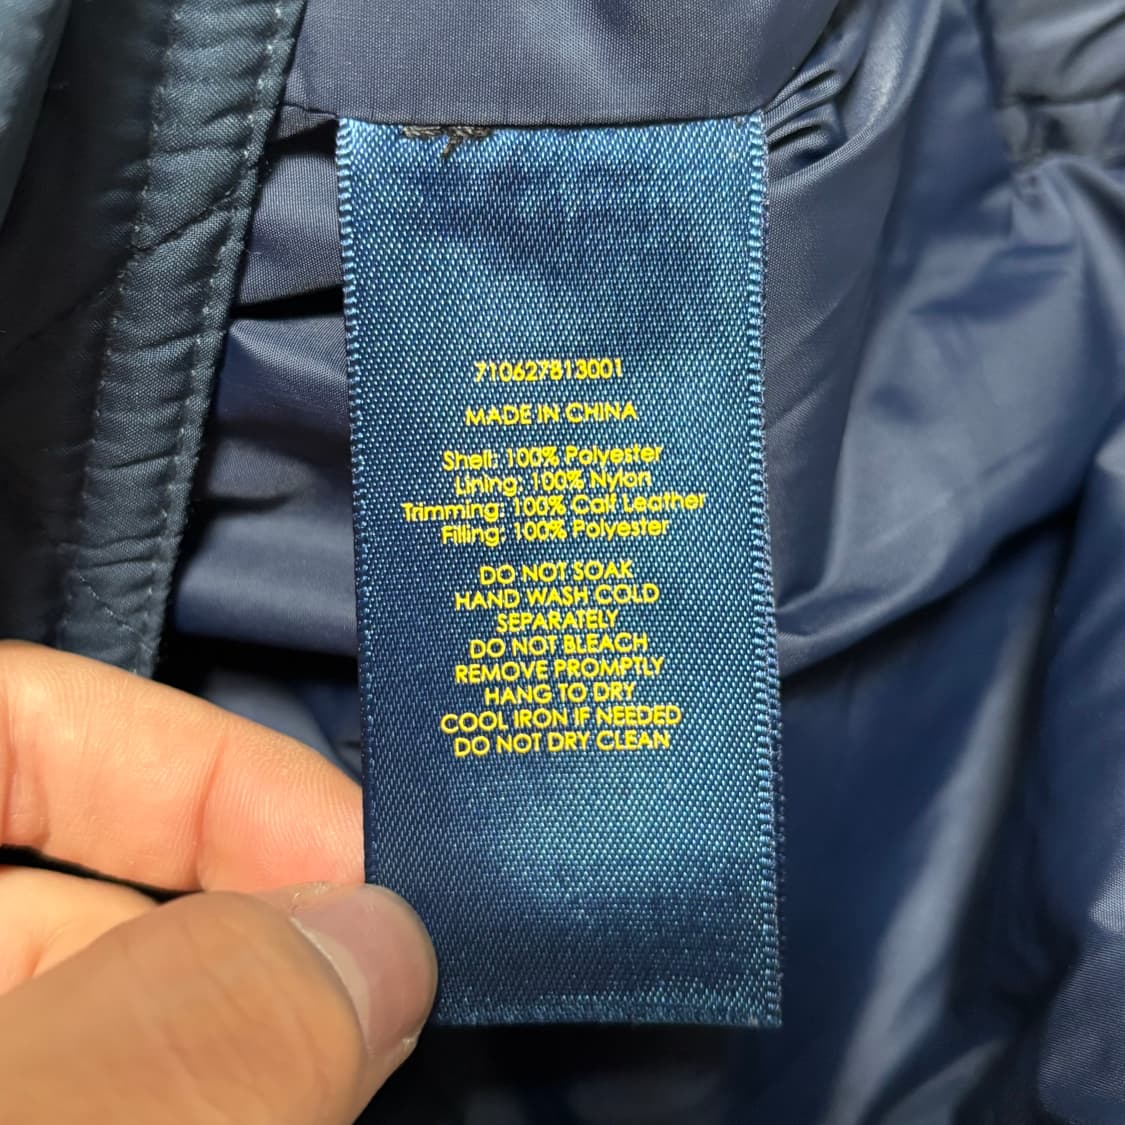 710627813001
MADE IN CHINA
Shell: 100% Polyester
Lining: 100% Nylon
Trimming: 100% Calf Leather
Filling: 100% Polyester
DO NOT SOAK
HAND WASH COLD
SEPARATELY
DO NOT BLEACH
REMOVE PROMPTLY
HANG TO DRY
COOL IRON IF NEEDED
DO NOT DRY CLEAN